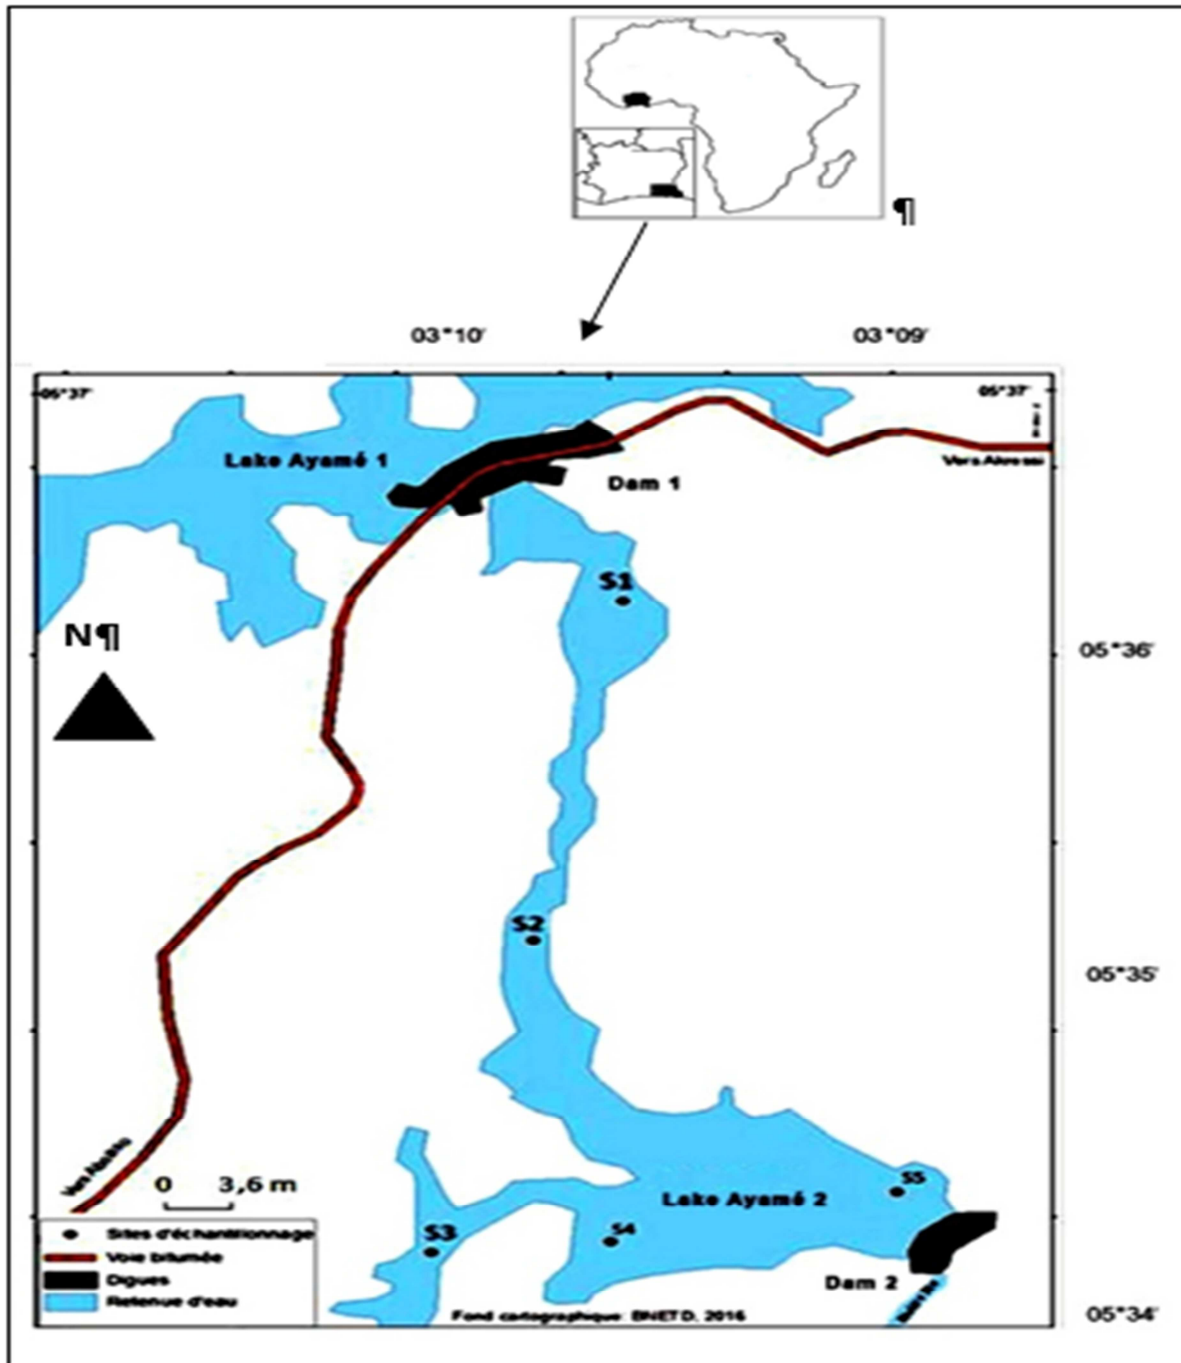 ¶
03°10'
03°09'
05°37'
05°37'
Lake Ayamé 1
Vers Akressi
Dam 1
S1
05°36'
N¶
S2
05°35'
S5
0 3,6 m
Lake Ayamé 2
S3
S4
Sites d'échantillonnage
Voie bitumée
Digues
Retenue d'eau
Dam 2
Fond cartographique: BNETD, 2016
05°34'